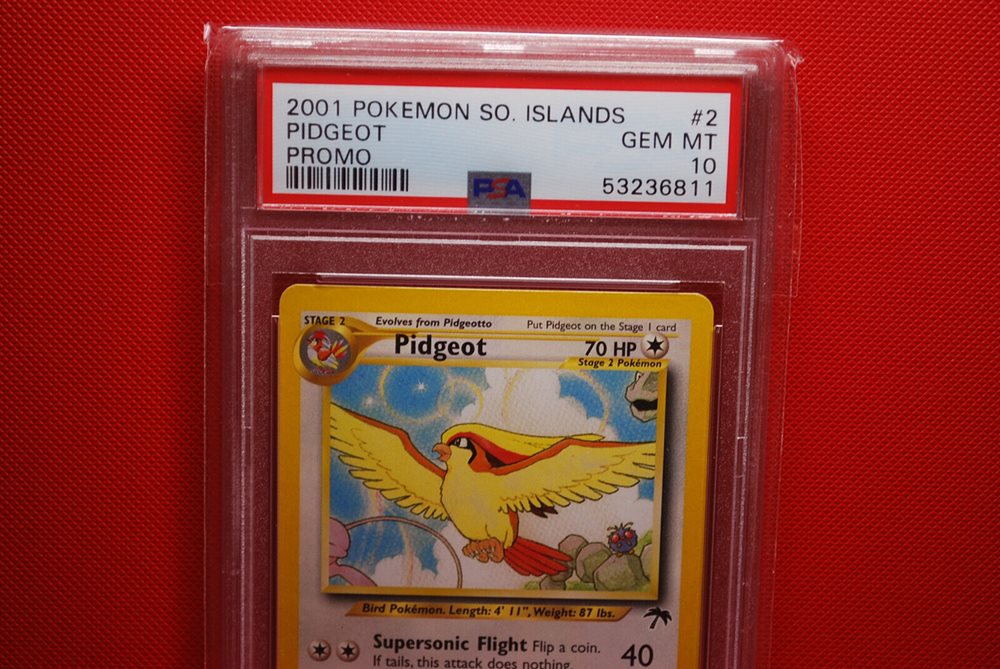 2001 POKEMON SO. ISLANDS #2
PIDGEOT GEM MT
PROMO 10
PSA 53236811
STAGE 2 Evolves from Pidgeotto Put Pidgeot on the Stage 1 card
Pidgeot 70 HP
Stage 2 Pokémon
Bird Pokémon. Length: 4' 11", Weight: 87 lbs.
Supersonic Flight Flip a coin. 40
If tails, this attack does nothing.